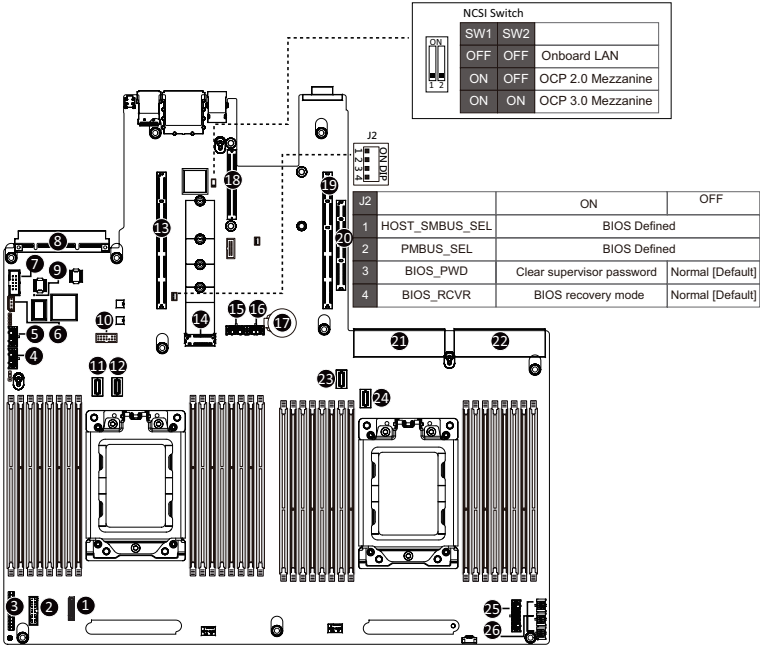 NCSI Switch
SW1 SW2
OFF OFF Onboard LAN
ON OFF OCP 2.0 Mezzanine
ON ON OCP 3.0 Mezzanine
ON
1 2
J2
ON DIP
1 2 3 4
J2 ON OFF
1 HOST_SMBUS_SEL BIOS Defined
2 PMBUS_SEL BIOS Defined
3 BIOS_PWD Clear supervisor password Normal [Default]
4 BIOS_RCVR BIOS recovery mode Normal [Default]
18
19
13
20
8
7
9
10
15
16
17
14
5
6
4
21
22
11
12
23
24
3
2
1
25
26